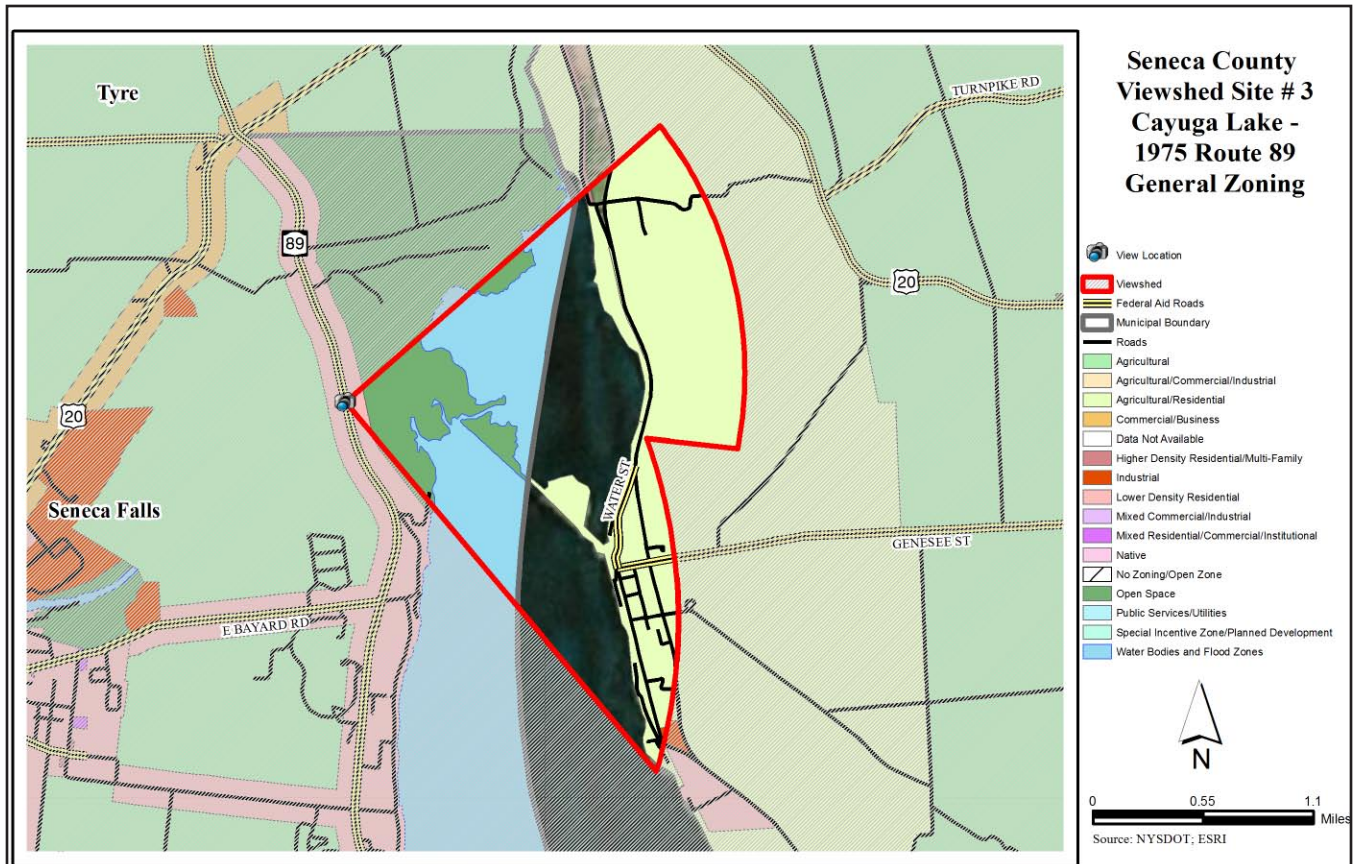 Tyre
TURNPIKE RD
89
20
20
Seneca Falls
WATER ST
GENESEE ST
E BAYARD RD
Seneca County
Viewshed Site # 3
Cayuga Lake -
1975 Route 89
General Zoning
View Location
Viewshed
Federal Aid Roads
Municipal Boundary
Roads
Agricultural
Agricultural/Commercial/Industrial
Agricultural/Residential
Commercial/Business
Data Not Available
Higher Density Residential/Multi-Family
Industrial
Lower Density Residential
Mixed Commercial/Industrial
Mixed Residential/Commercial/Institutional
Native
No Zoning/Open Zone
Open Space
Public Services/Utilities
Special Incentive Zone/Planned Development
Water Bodies and Flood Zones
N
0 0.55 1.1
Miles
Source: NYSDOT; ESRI